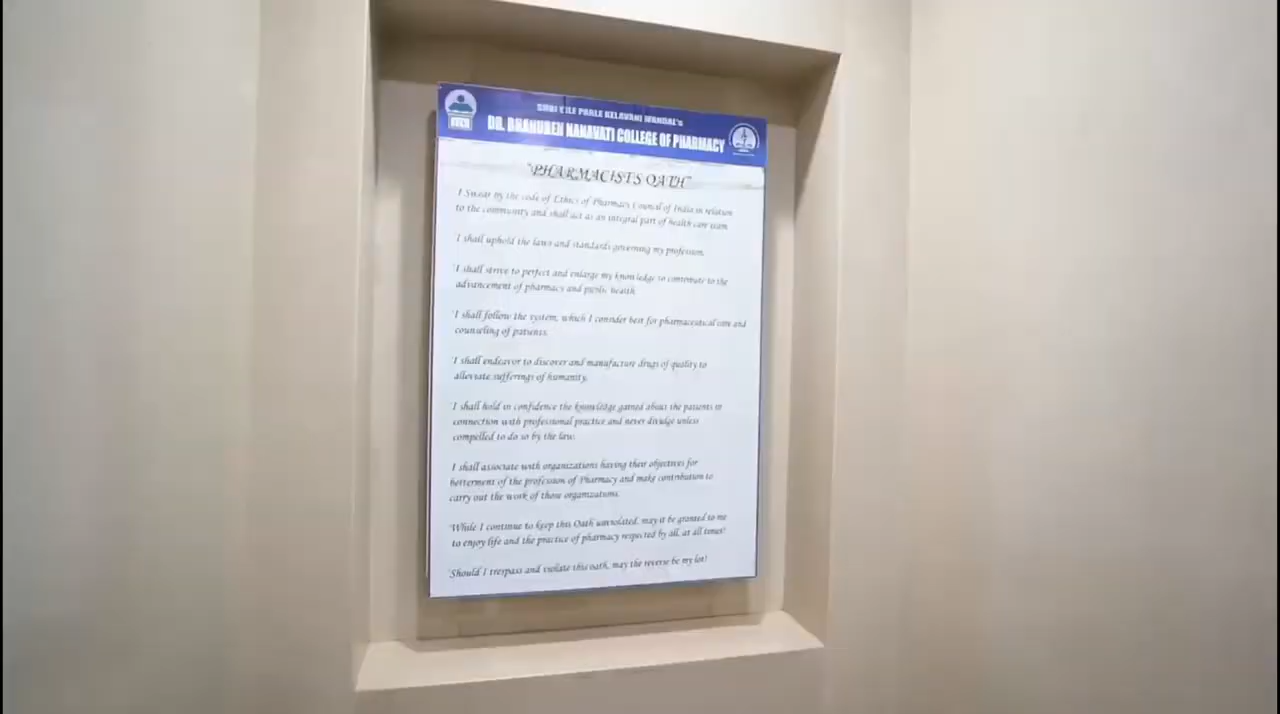 SHRI VILE PARLE KELAVANI MANDAL's
DR. BHANUBEN NANAVATI COLLEGE OF PHARMACY
"PHARMACISTS OATH"
'I Swear by the code of Ethics of Pharmacy Council of India in relation
to the community and shall act as an integral part of health care team.
'I shall uphold the laws and standards governing my profession.
'I shall strive to perfect and enlarge my knowledge to contribute to the
advancement of pharmacy and public health.
'I shall follow the system, which I consider best for pharmaceutical care and
counseling of patients.
'I shall endeavor to discover and manufacture drugs of quality to
alleviate sufferings of humanity.
'I shall hold in confidence the knowledge gained about the patients in
connection with professional practice and never divulge unless
compelled to do so by the law.
'I shall associate with organizations having their objectives for
betterment of the profession of Pharmacy and make contribution to
carry out the work of those organizations.
'While I continue to keep this Oath unviolated, may it be granted to me
to enjoy life and the practice of pharmacy respected by all, at all times!
'Should I trespass and violate this oath, may the reverse be my lot!